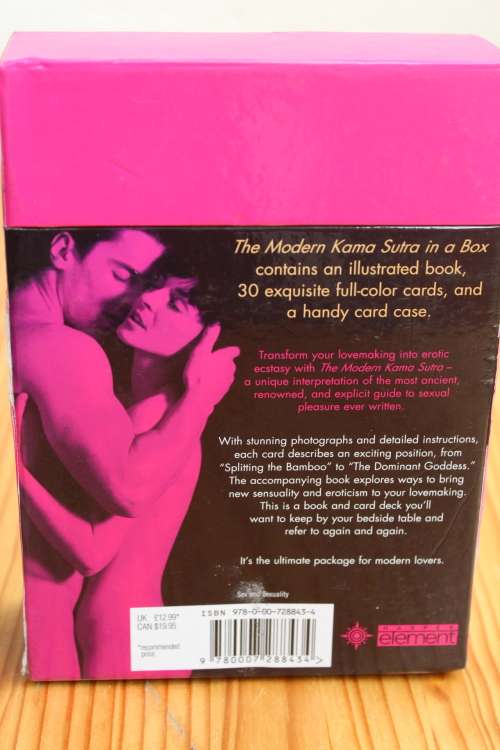 The Modern Kama Sutra in a Box
contains an illustrated book,
30 exquisite full-color cards, and
a handy card case.
Transform your lovemaking into erotic
ecstasy with The Modern Kama Sutra –
a unique interpretation of the most ancient,
renowned, and explicit guide to sexual
pleasure ever written.
With stunning photographs and detailed instructions,
each card describes an exciting position, from
“Splitting the Bamboo” to “The Dominant Goddess.”
The accompanying book explores ways to bring
new sensuality and eroticism to your lovemaking.
This is a book and card deck you’ll
want to keep by your bedside table and
refer to again and again.
It’s the ultimate package for modern lovers.
Sex and Sexuality
UK £12.99*
CAN $19.95
*recommended
price
ISBN 978-0-00-728843-4
9 780007 288434 >
HARPER
element